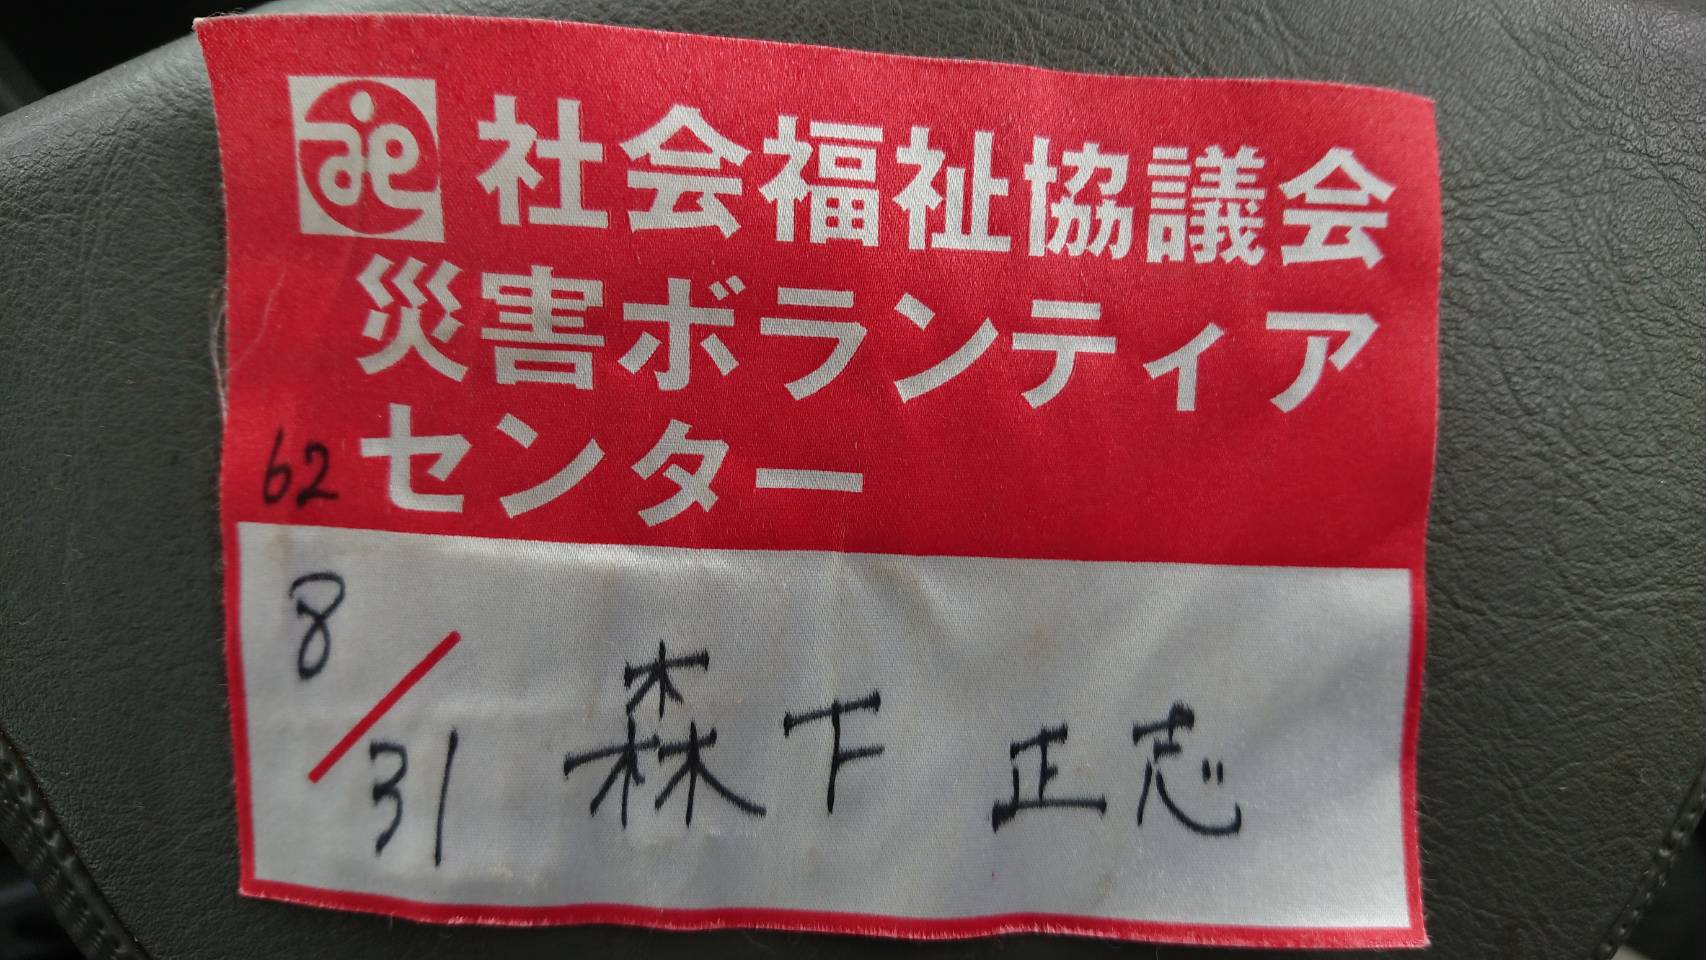 社会福祉協議会
災害ボランティア
センター
62
8/31 森下 正志